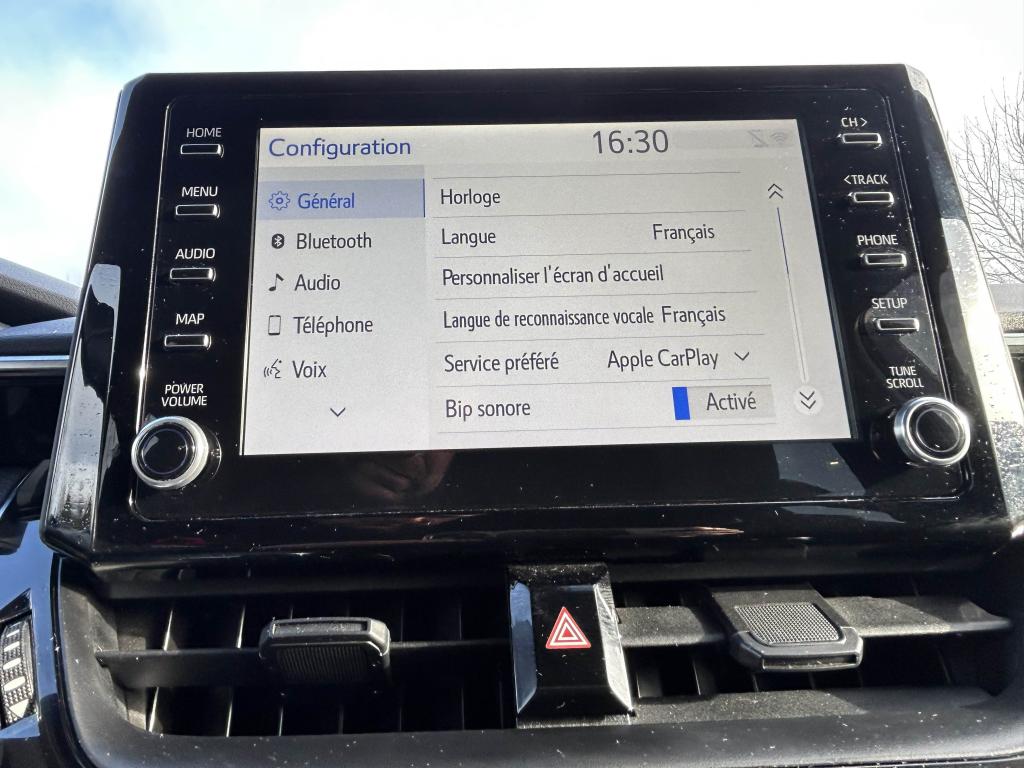 HOME
MENU
AUDIO
MAP
POWER
VOLUME
Configuration
16:30
Général
Bluetooth
Audio
Téléphone
Voix
Horloge
Langue Français
Personnaliser l'écran d'accueil
Langue de reconnaissance vocale Français
Service préféré Apple CarPlay
Bip sonore Activé
CH >
< TRACK
PHONE
SETUP
TUNE
SCROLL